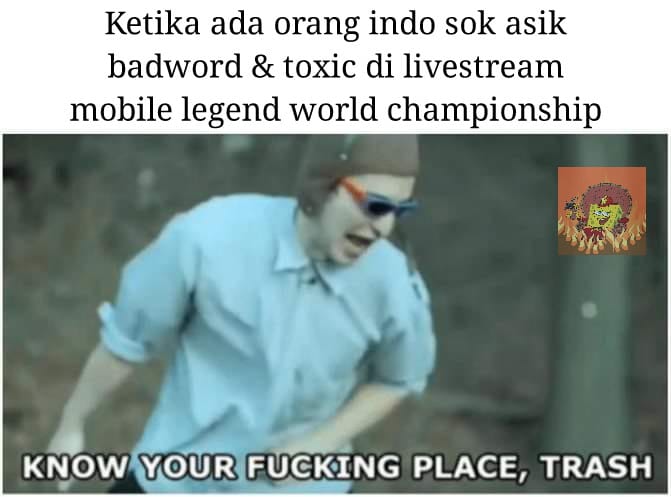 Ketika ada orang indo sok asik
badword & toxic di livestream
mobile legend world championship
KNOW YOUR FUCKING PLACE, TRASH